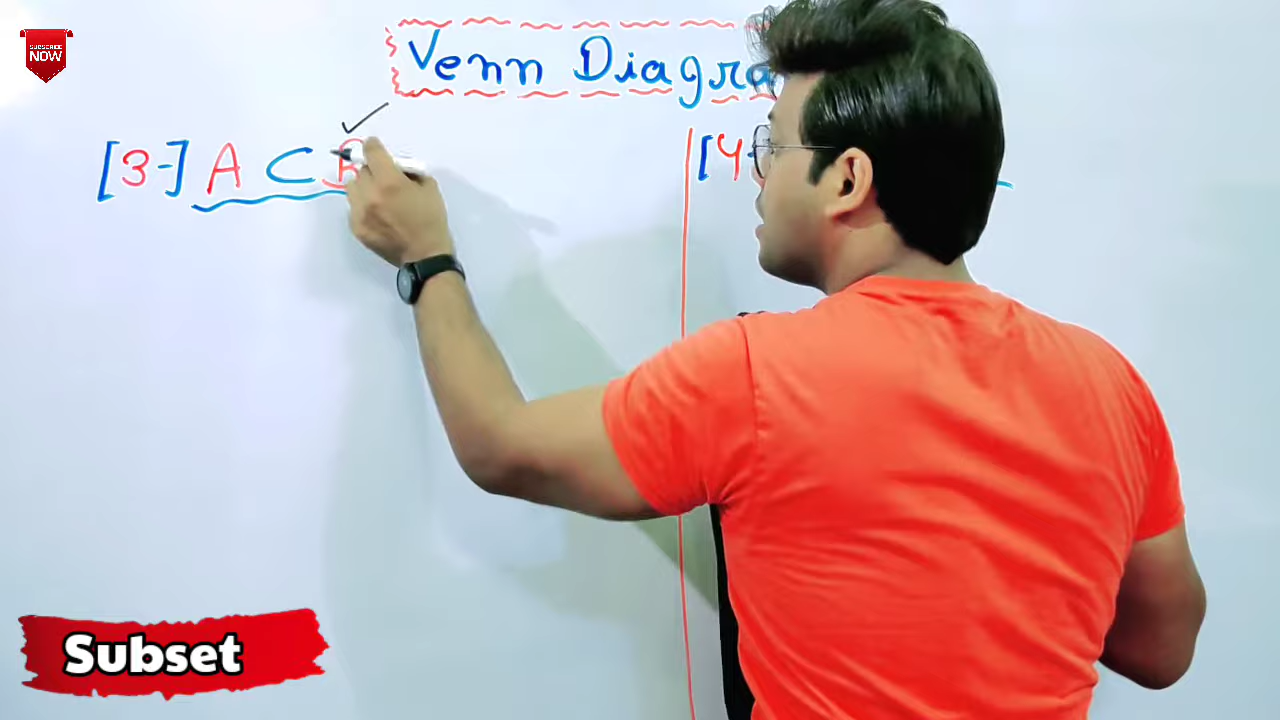 SUBSCRIBE
NOW
Venn Diagra
[3-] A ⊂ B
[4-
Subset